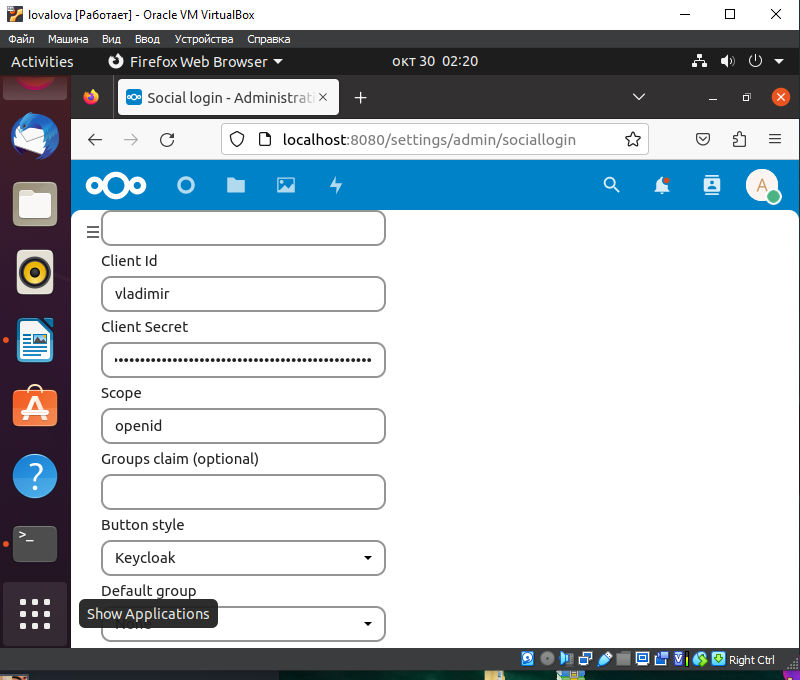 lovalova [Работает] - Oracle VM VirtualBox
Файл Машина Вид Ввод Устройства Справка
Activities Firefox Web Browser окт 30 02:20
Social login - Administrati
localhost:8080/settings/admin/sociallogin
A
Client Id
vladimir
Client Secret
Scope
openid
Groups claim (optional)
Button style
Keycloak
Default group
Show Applications
None
Right Ctrl